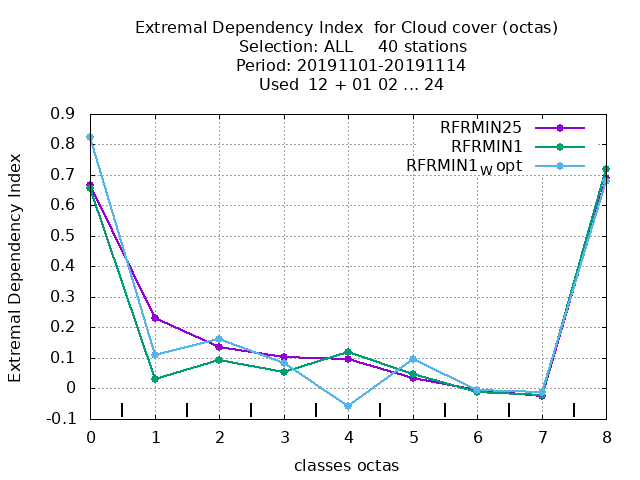 Extremal Dependency Index  for Cloud cover (octas)
Selection: ALL     40 stations
Period: 20191101-20191114
Used  12 + 01 02 ... 24
RFRMIN25
RFRMIN1
RFRMIN1W opt
Extremal Dependency Index
0.9
0.8
0.7
0.6
0.5
0.4
0.3
0.2
0.1
0
-0.1
0 1 2 3 4 5 6 7 8
classes octas